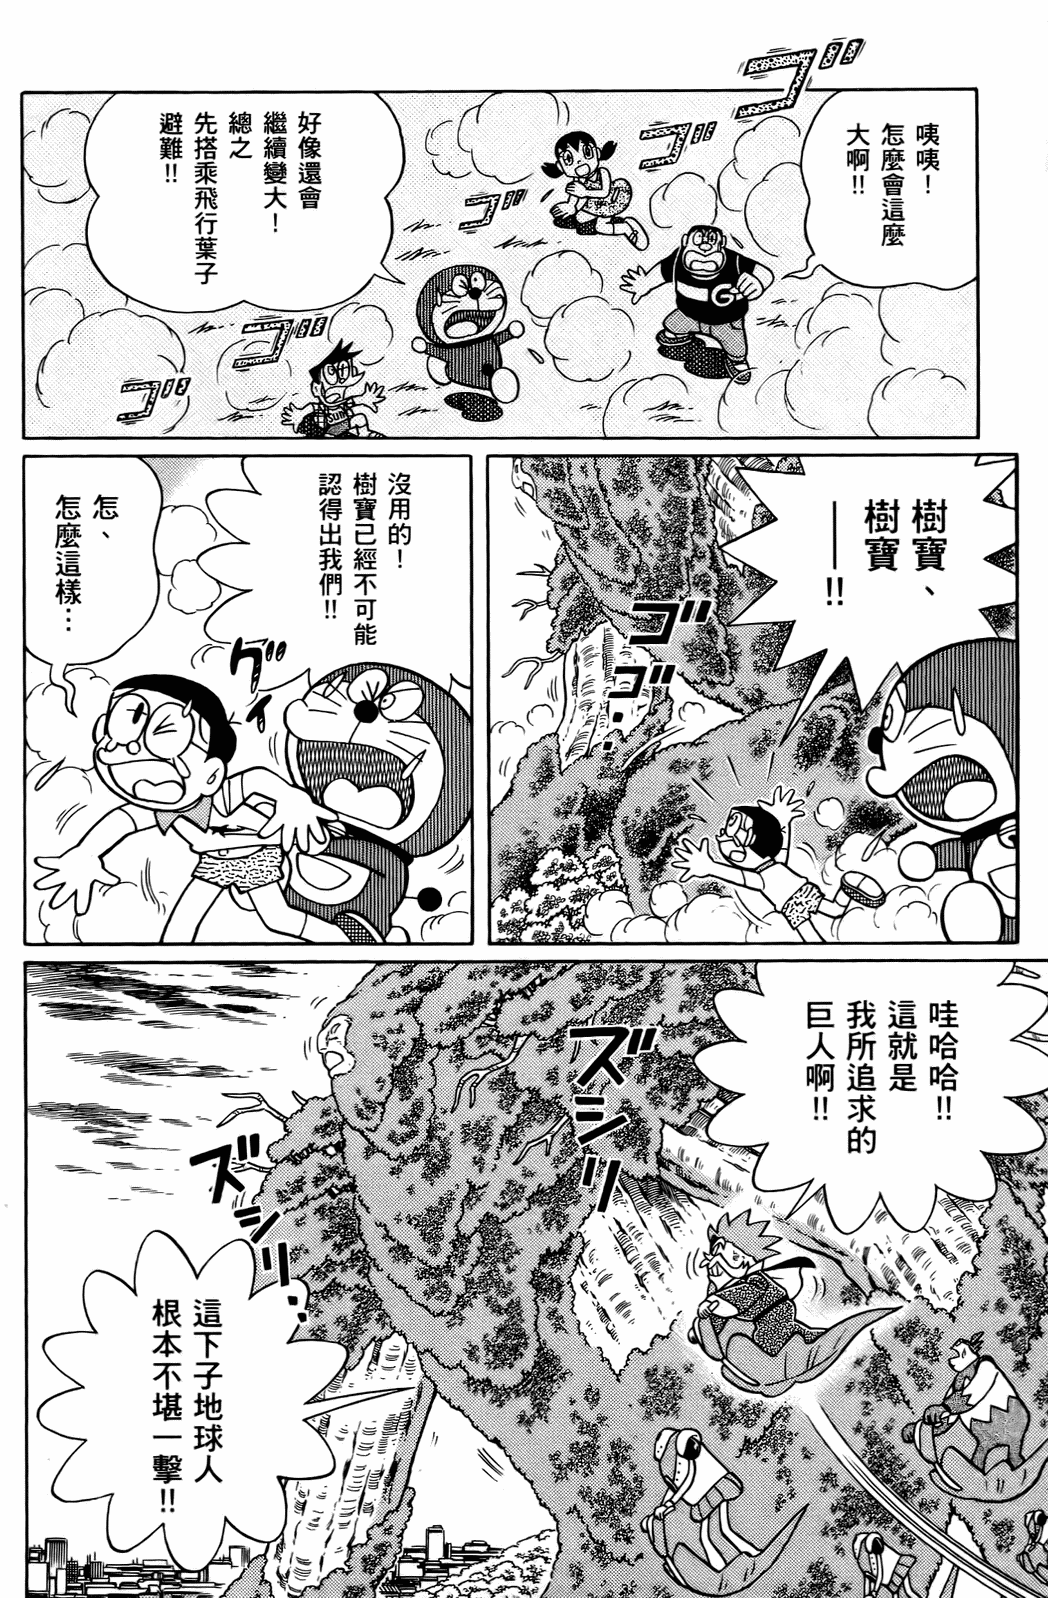 咦咦！
怎麼會這麼
大啊!!
ゴ゛
ゴ゛
ゴ゛
ゴ゛
ゴ゛
好像還會
繼續變大！
總之
先搭乘飛行葉子
避難!!
G
SUN
樹寶、
樹寶
——!!
ゴ゛
ゴ゛…
沒用的！
樹寶已經不可能
認得出我們!!
グイ…
怎、
怎麼這樣…
哇哈哈!!
這就是
我所追求的
巨人啊!!
ズシリ…
ズシリ…
這下子地球人
根本不堪一擊!!